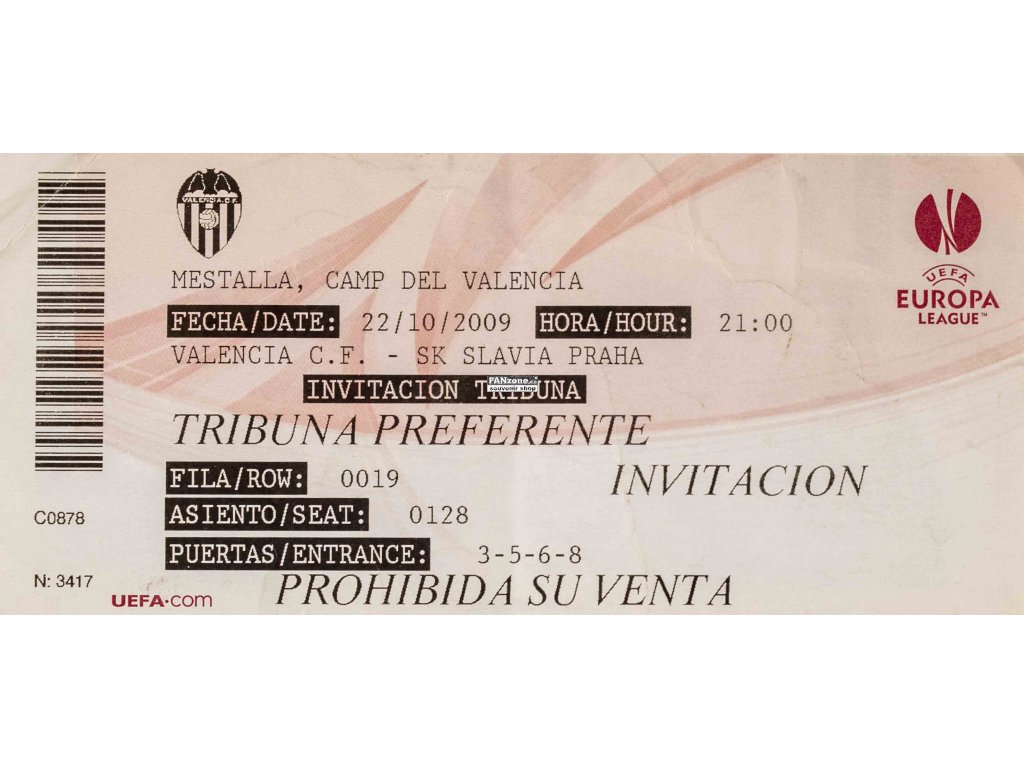 VALENCIA C.F.
MESTALLA, CAMP DEL VALENCIA
FECHA/DATE: 22/10/2009 HORA/HOUR: 21:00
VALENCIA C.F. - SK SLAVIA PRAHA
FANzone.cz
souvenir shop
INVITACION TRIBUNA
TRIBUNA PREFERENTE
FILA/ROW: 0019
INVITACION
ASIENTO/SEAT: 0128
PUERTAS/ENTRANCE: 3-5-6-8
PROHIBIDA SU VENTA
C0878
N: 3417
UEFA.com
UEFA
EUROPA
LEAGUE™